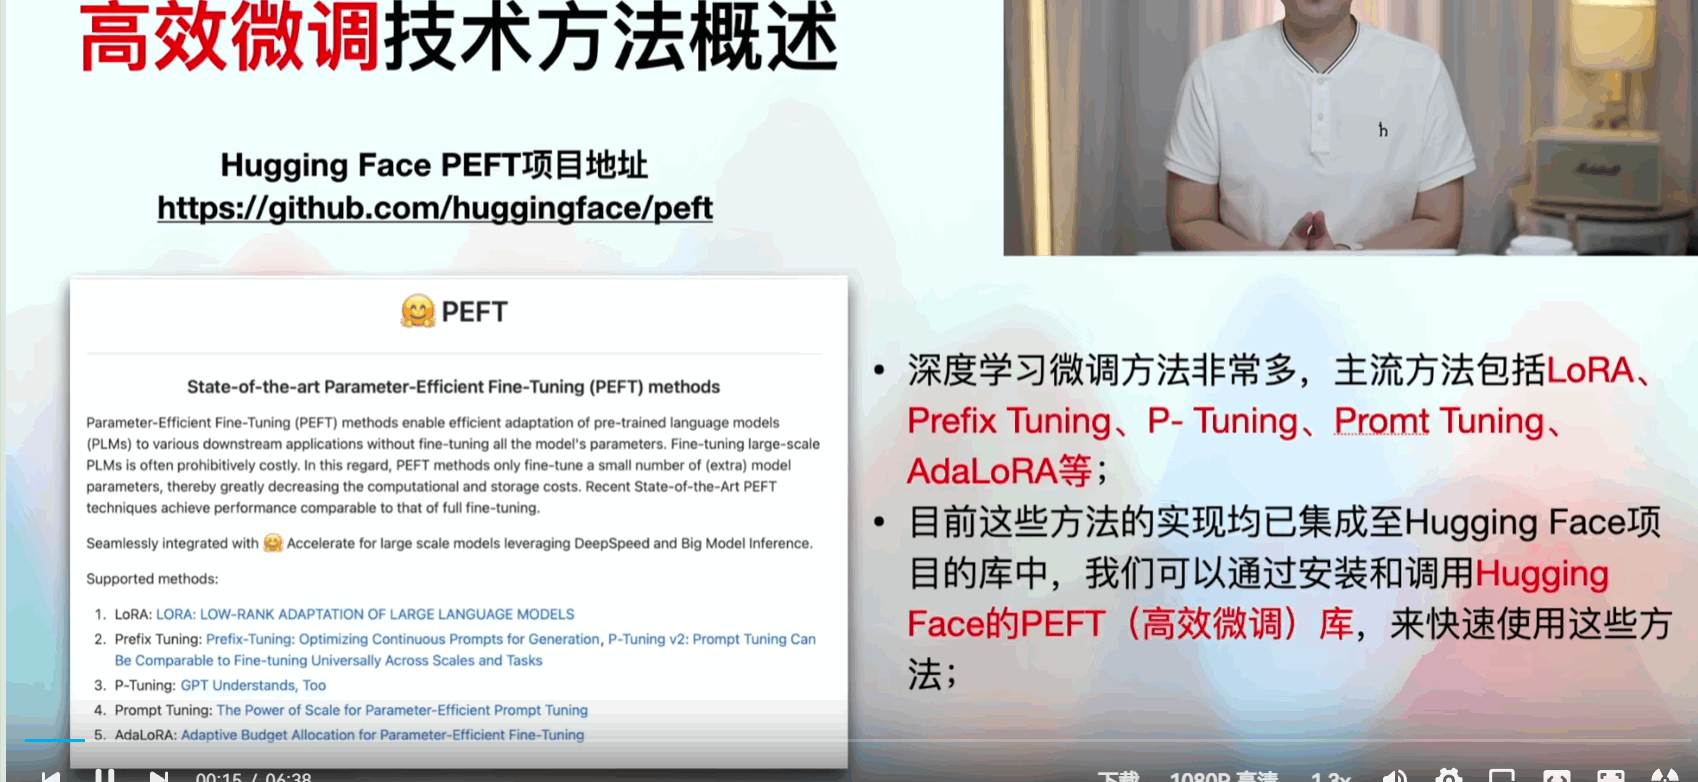 高效微调技术方法概述
Hugging Face PEFT项目地址
https://github.com/huggingface/peft
PEFT
State-of-the-art Parameter-Efficient Fine-Tuning (PEFT) methods
Parameter-Efficient Fine-Tuning (PEFT) methods enable efficient adaptation of pre-trained language models
(PLMs) to various downstream applications without fine-tuning all the model's parameters. Fine-tuning large-scale
PLMs is often prohibitively costly. In this regard, PEFT methods only fine-tune a small number of (extra) model
parameters, thereby greatly decreasing the computational and storage costs. Recent State-of-the-Art PEFT
techniques achieve performance comparable to that of full fine-tuning.
Seamlessly integrated with 🤗 Accelerate for large scale models leveraging DeepSpeed and Big Model Inference.
Supported methods:
1. LoRA: LORA: LOW-RANK ADAPTATION OF LARGE LANGUAGE MODELS
2. Prefix Tuning: Prefix-Tuning: Optimizing Continuous Prompts for Generation, P-Tuning v2: Prompt Tuning Can
Be Comparable to Fine-tuning Universally Across Scales and Tasks
3. P-Tuning: GPT Understands, Too
4. Prompt Tuning: The Power of Scale for Parameter-Efficient Prompt Tuning
5. AdaLoRA: Adaptive Budget Allocation for Parameter-Efficient Fine-Tuning
h
• 深度学习微调方法非常多，主流方法包括LoRA、
Prefix Tuning、P- Tuning、Promt Tuning、
AdaLoRA等；
• 目前这些方法的实现均已集成至Hugging Face项
目的库中，我们可以通过安装和调用Hugging
Face的PEFT（高效微调）库，来快速使用这些方
法；
00:15 / 06:38
下载 1080P 高清 1.3x